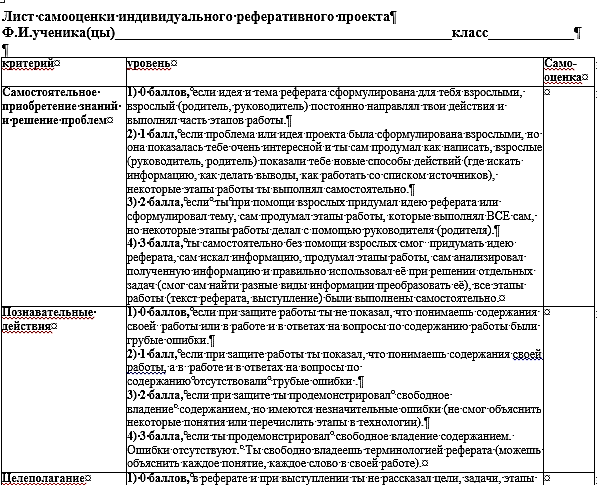 Лист самооценки индивидуального реферативного проекта¶
Ф.И.ученика(цы)__________________________________________________класс____________¶
¶
критерий¤ уровень¤ Само-оценка¤
Самостоятельное приобретение знаний и решение проблем¤
1) 0 баллов, если идея и тема реферата сформулирована для тебя взрослыми,
взрослый (родитель, руководитель) постоянно направлял твои действия и
выполнял часть этапов работы.¶
2) 1 балл, если проблема или идея проекта была сформулирована взрослыми, но
она показалась тебе очень интересной и ты сам продумал как написать, взрослые
(руководитель, родитель) показали тебе новые способы действий (где искать
информацию, как делать выводы, как работать со списком источников),
некоторые этапы работы ты выполнял самостоятельно.¶
3) 2 балла, если ты при помощи взрослых придумал идею реферата или
сформулировал тему, сам продумал этапы работы, которые выполнял ВСЕ сам,
но некоторые этапы работы делал с помощью руководителя (родителя).¶
4) 3 балла, ты самостоятельно без помощи взрослых смог придумать идею
реферата, сам искал информацию, продумал этапы работы, сам анализировал
полученную информацию и правильно использовал её при решении отдельных
задач (смог сам найти разные виды информации преобразовать её), все этапы
работы (текст реферата, выступление) были выполнены самостоятельно.¤
¤
Познавательные действия¤
1) 0 баллов, если при защите работы ты не показал, что понимаешь содержания
своей работы или в работе и в ответах на вопросы по содержанию работы были
грубые ошибки.¶
2) 1 балл, если при защите работы ты показал, что понимаешь содержания своей
работы, а в работе и в ответах на вопросы по
содержанию отсутствовали грубые ошибки .¶
3) 2 балла, если при защите ты продемонстрировал свободное
владение содержанием, но имеются незначительные ошибки (не смог объяснить
некоторые понятия или перечислить этапы в технологии).¶
4) 3 балла, если ты продемонстрировал свободное владение содержанием.
Ошибки отсутствуют. Ты свободно владеешь терминологией реферата (можешь
объяснить каждое понятие, каждое слово в своей работе).¤
¤
Целеполагание¤
1) 0 баллов, в реферате и при выступлении ты не рассказал цели, задачи, этапы
¤